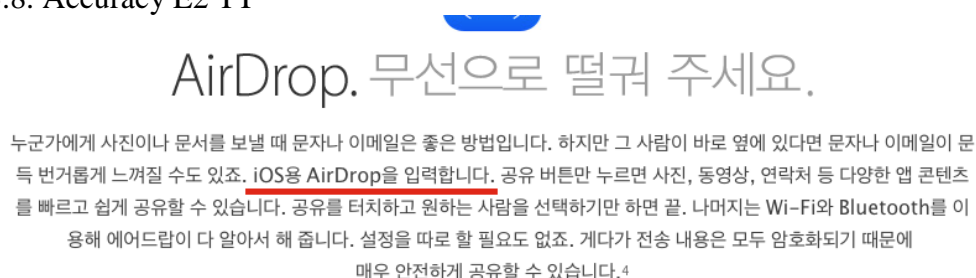 .8. Accuracy E2-T1
AirDrop. 무선으로 떨궈 주세요.
누군가에게 사진이나 문서를 보낼 때 문자나 이메일은 좋은 방법입니다. 하지만 그 사람이 바로 옆에 있다면 문자나 이메일이 문
득 번거롭게 느껴질 수도 있죠. iOS용 AirDrop을 입력합니다. 공유 버튼만 누르면 사진, 동영상, 연락처 등 다양한 앱 콘텐츠
를 빠르고 쉽게 공유할 수 있습니다. 공유를 터치하고 원하는 사람을 선택하기만 하면 끝. 나머지는 Wi-Fi와 Bluetooth를 이
용해 에어드랍이 다 알아서 해 줍니다. 설정을 따로 할 필요도 없죠. 게다가 전송 내용은 모두 암호화되기 때문에
매우 안전하게 공유할 수 있습니다.4